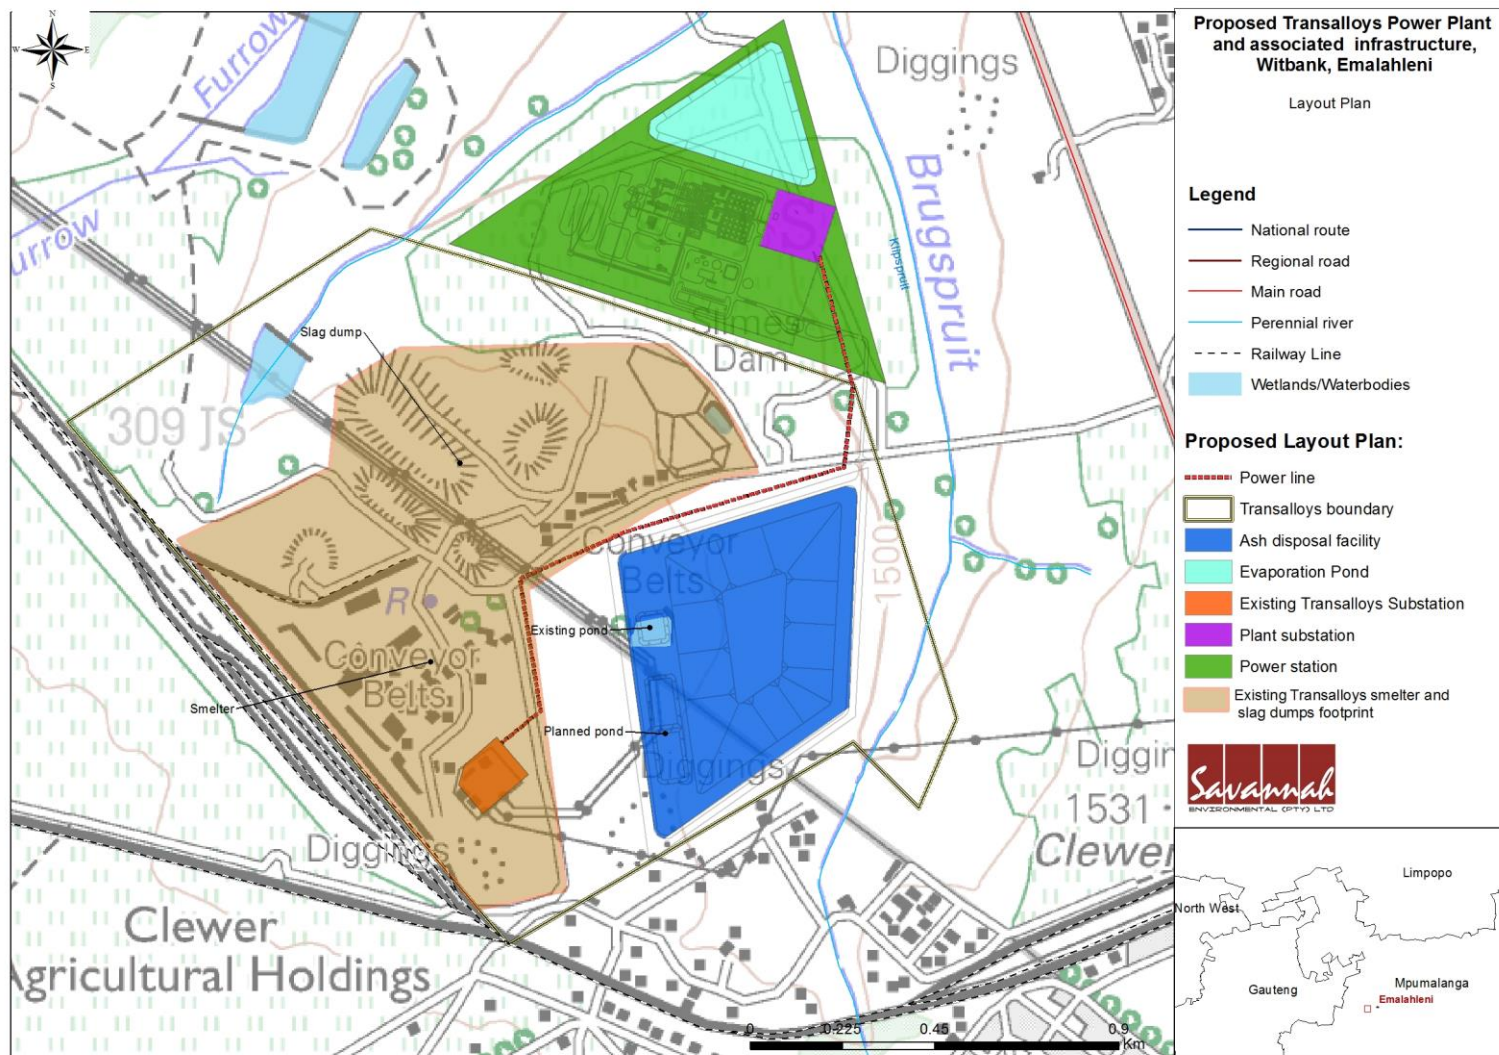 N
W
E
S
Furrow
urrow
Diggings
Brugspruit
Klipspruit
3
S
Slimes
Dam
Slag dump
309 JS
Conveyor
Belts
1500
R
Existing pond
Conveyor
Belts
Smelter
Planned pond
Diggings
Diggin
1531
Clewer
Diggings
Clewer
Agricultural Holdings
0
0.225
0.45
0.9
Km
Proposed Transalloys Power Plant
and associated infrastructure,
Witbank, Emalahleni
Layout Plan
Legend
National route
Regional road
Main road
Perennial river
Railway Line
Wetlands/Waterbodies
Proposed Layout Plan:
Power line
Transalloys boundary
Ash disposal facility
Evaporation Pond
Existing Transalloys Substation
Plant substation
Power station
Existing Transalloys smelter and
slag dumps footprint
Savannah
ENVIRONMENTAL (PTY) LTD
Limpopo
North West
Gauteng
Mpumalanga
Emalahleni